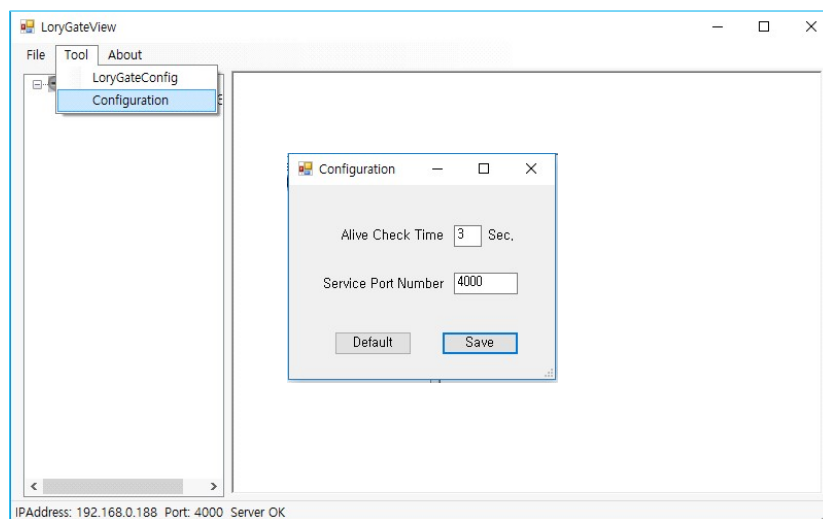 LoryGateView
File Tool About
LoryGateConfig
Configuration
Configuration
Alive Check Time 3 Sec,
Service Port Number 4000
Default Save
IPAddress: 192.168.0.188 Port: 4000 Server OK